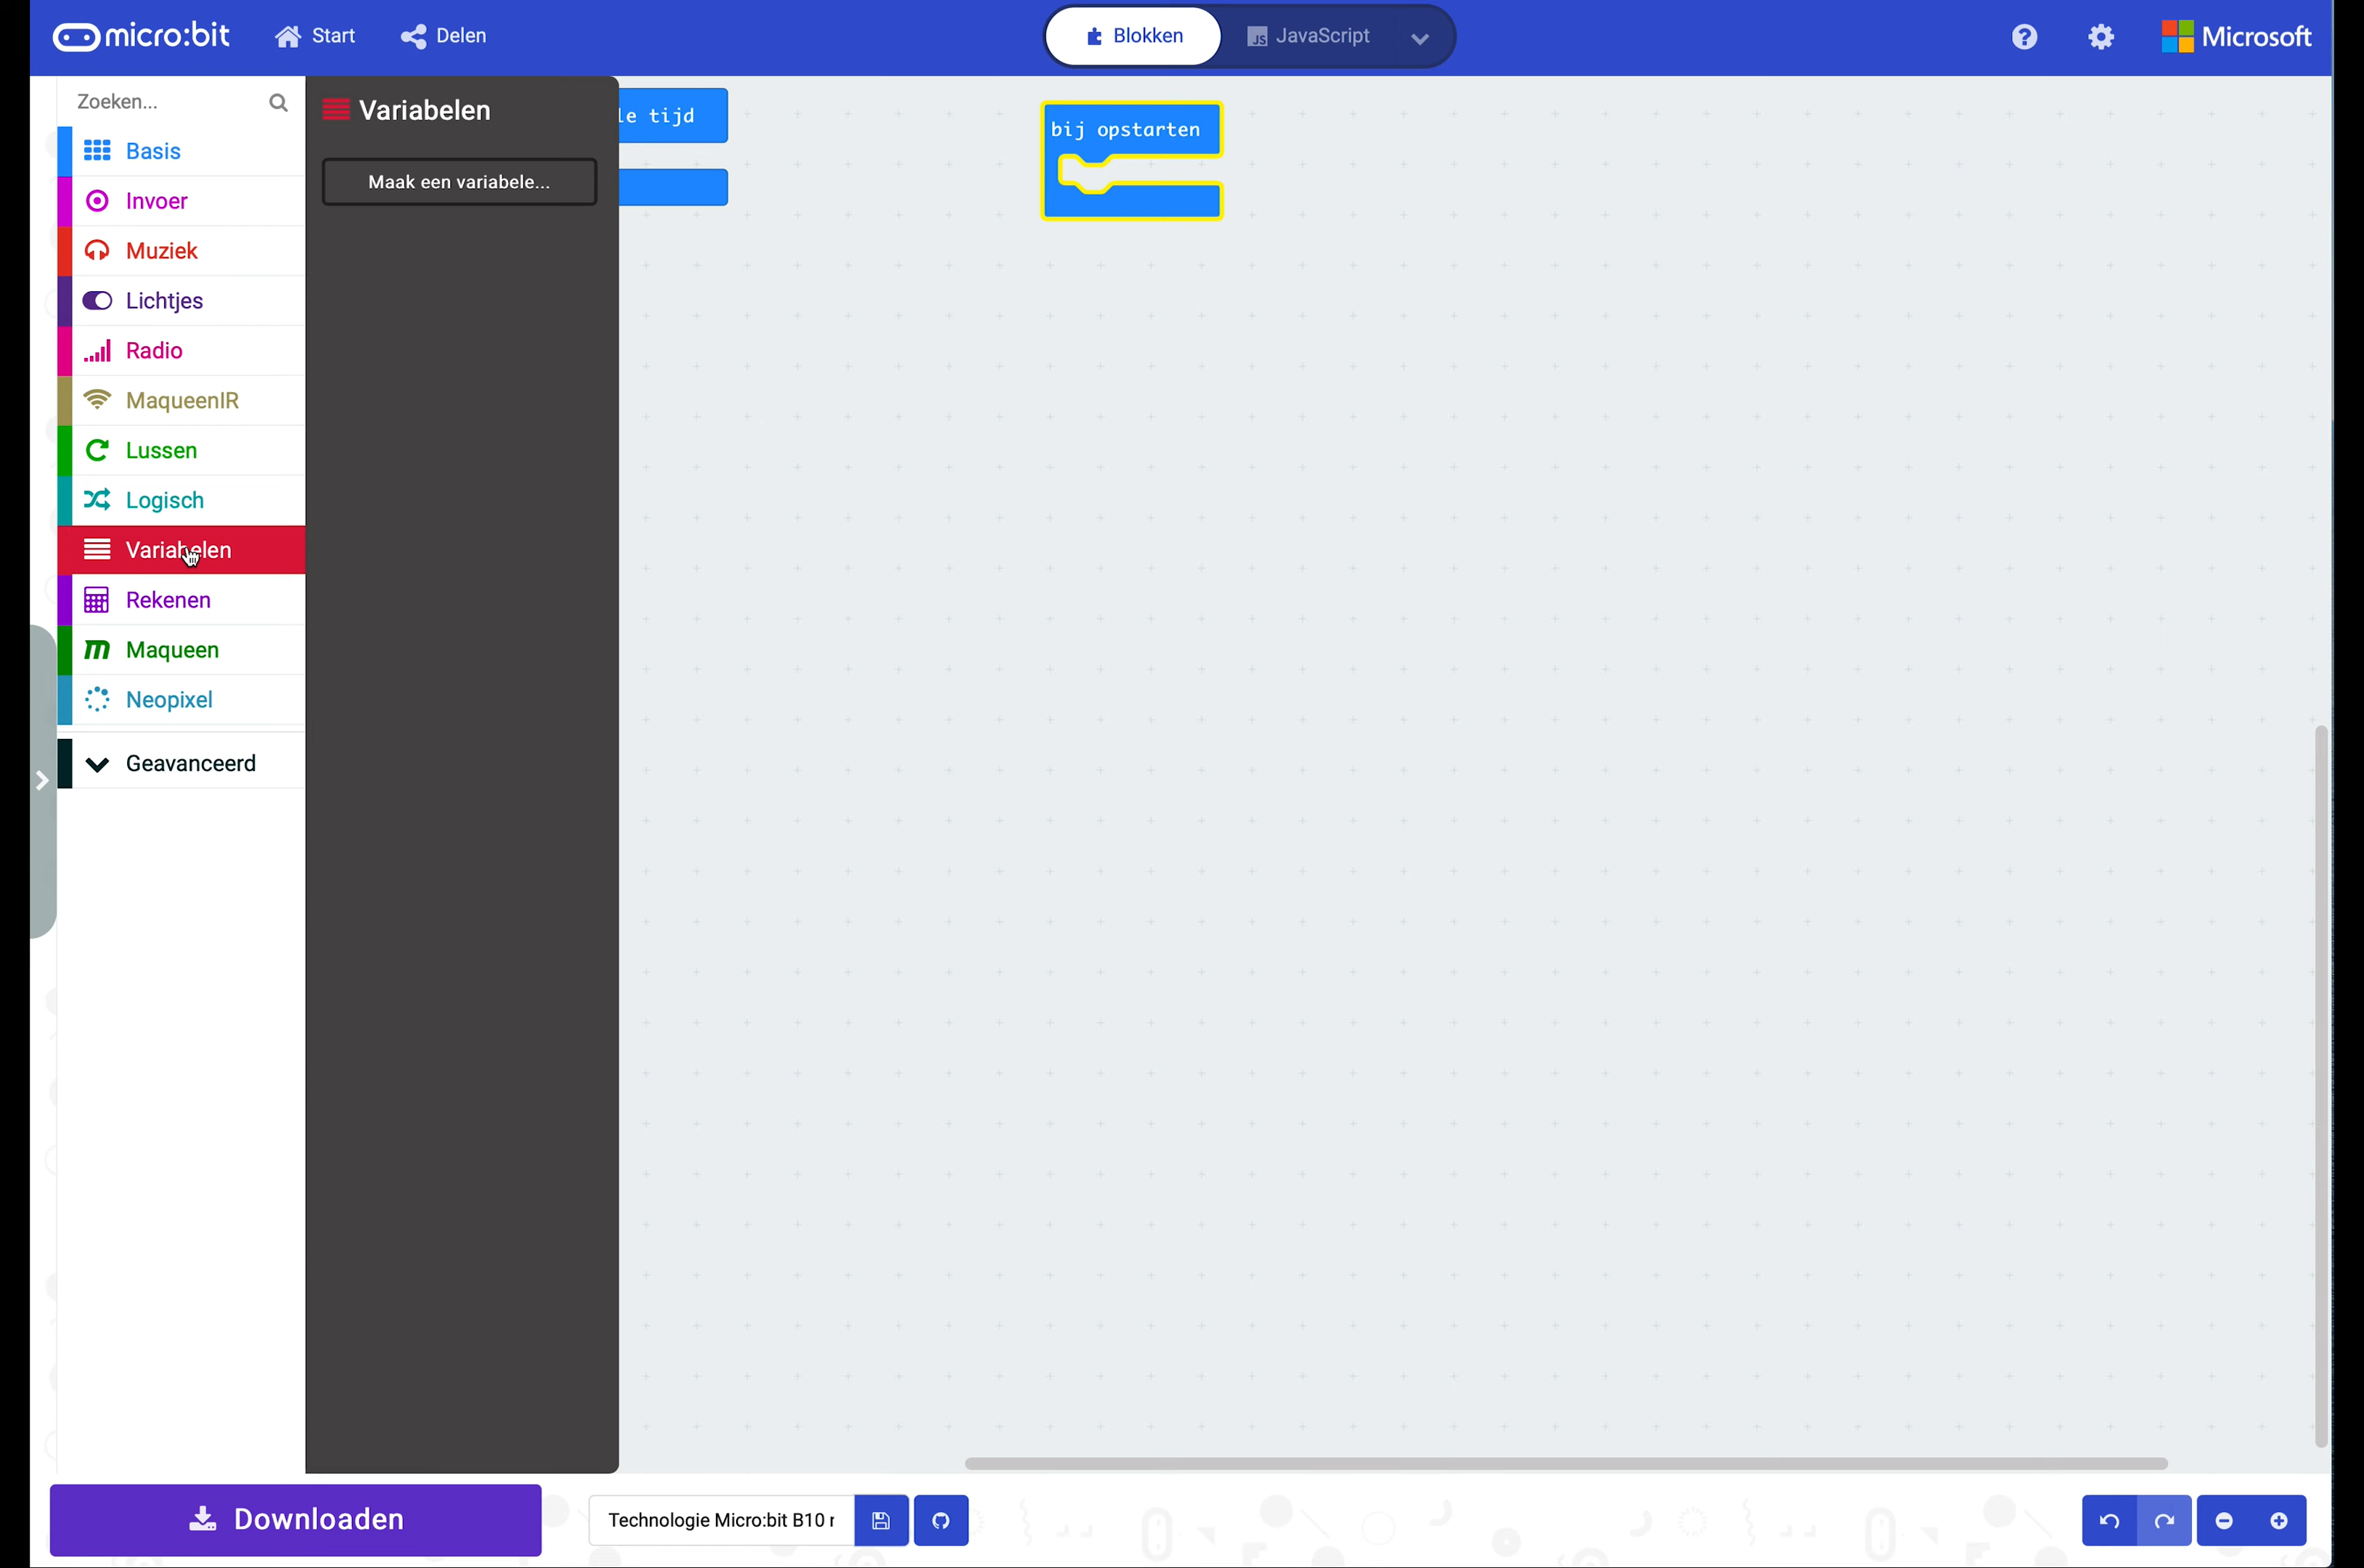 micro:bit
Start
Delen
Blokken
JS JavaScript
Microsoft
Zoeken...
Basis
Invoer
Muziek
Lichtjes
Radio
MaqueenIR
Lussen
Logisch
Variabelen
Rekenen
Maqueen
Neopixel
Geavanceerd
Variabelen
Maak een variabele...
le tijd
bij opstarten
Downloaden
Technologie Micro:bit B10 r